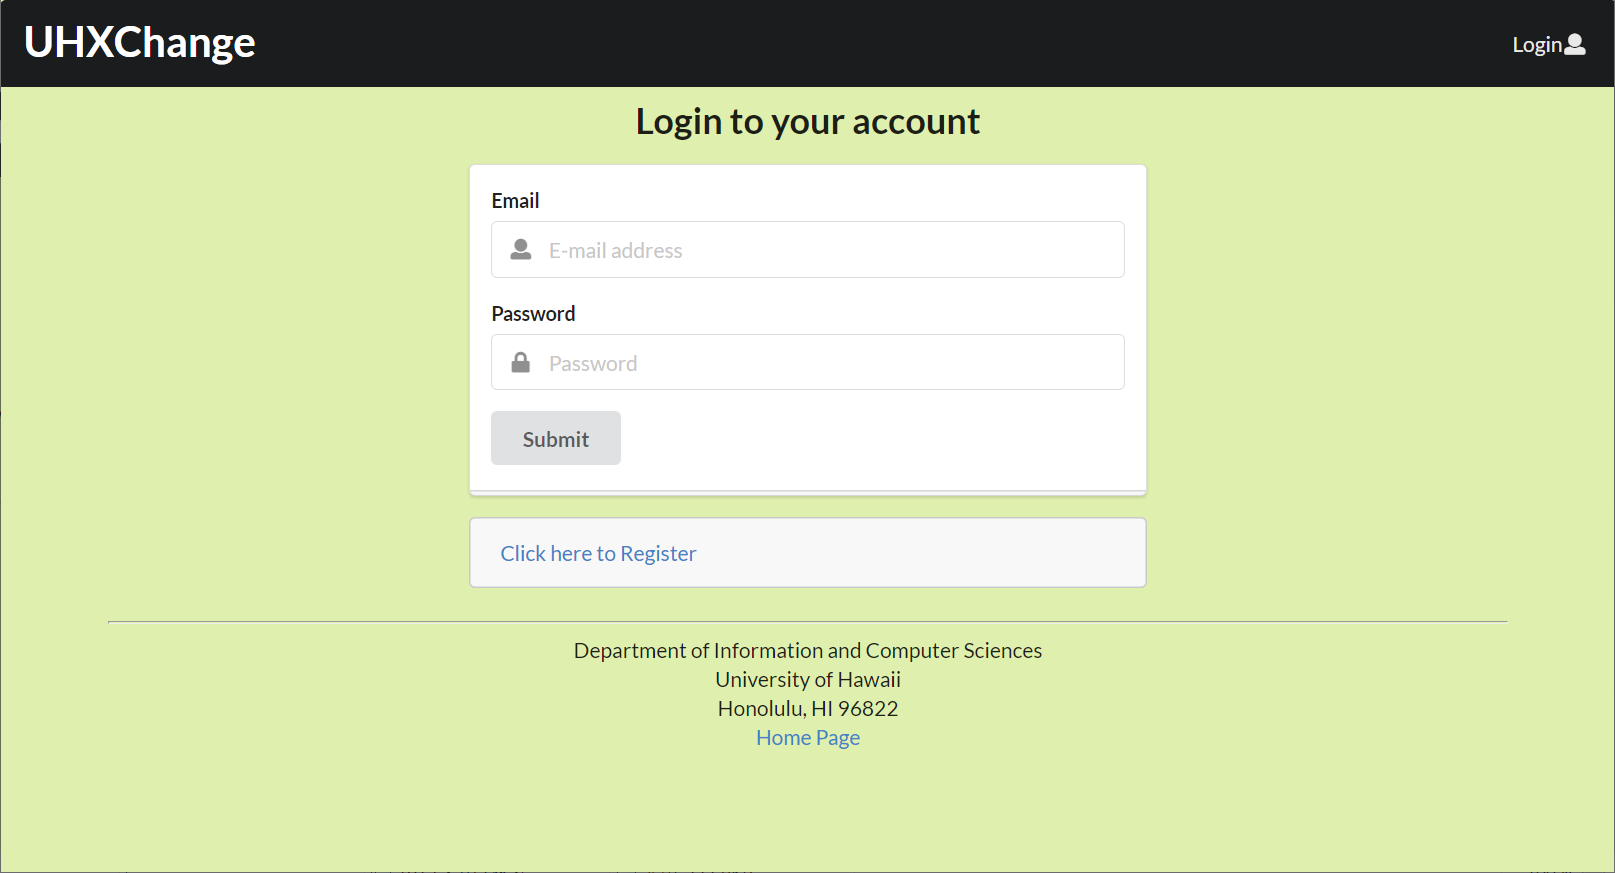 UHXChange
Login
Login to your account
Email
E-mail address
Password
Password
Submit
Click here to Register
Department of Information and Computer Sciences
University of Hawaii
Honolulu, HI 96822
Home Page